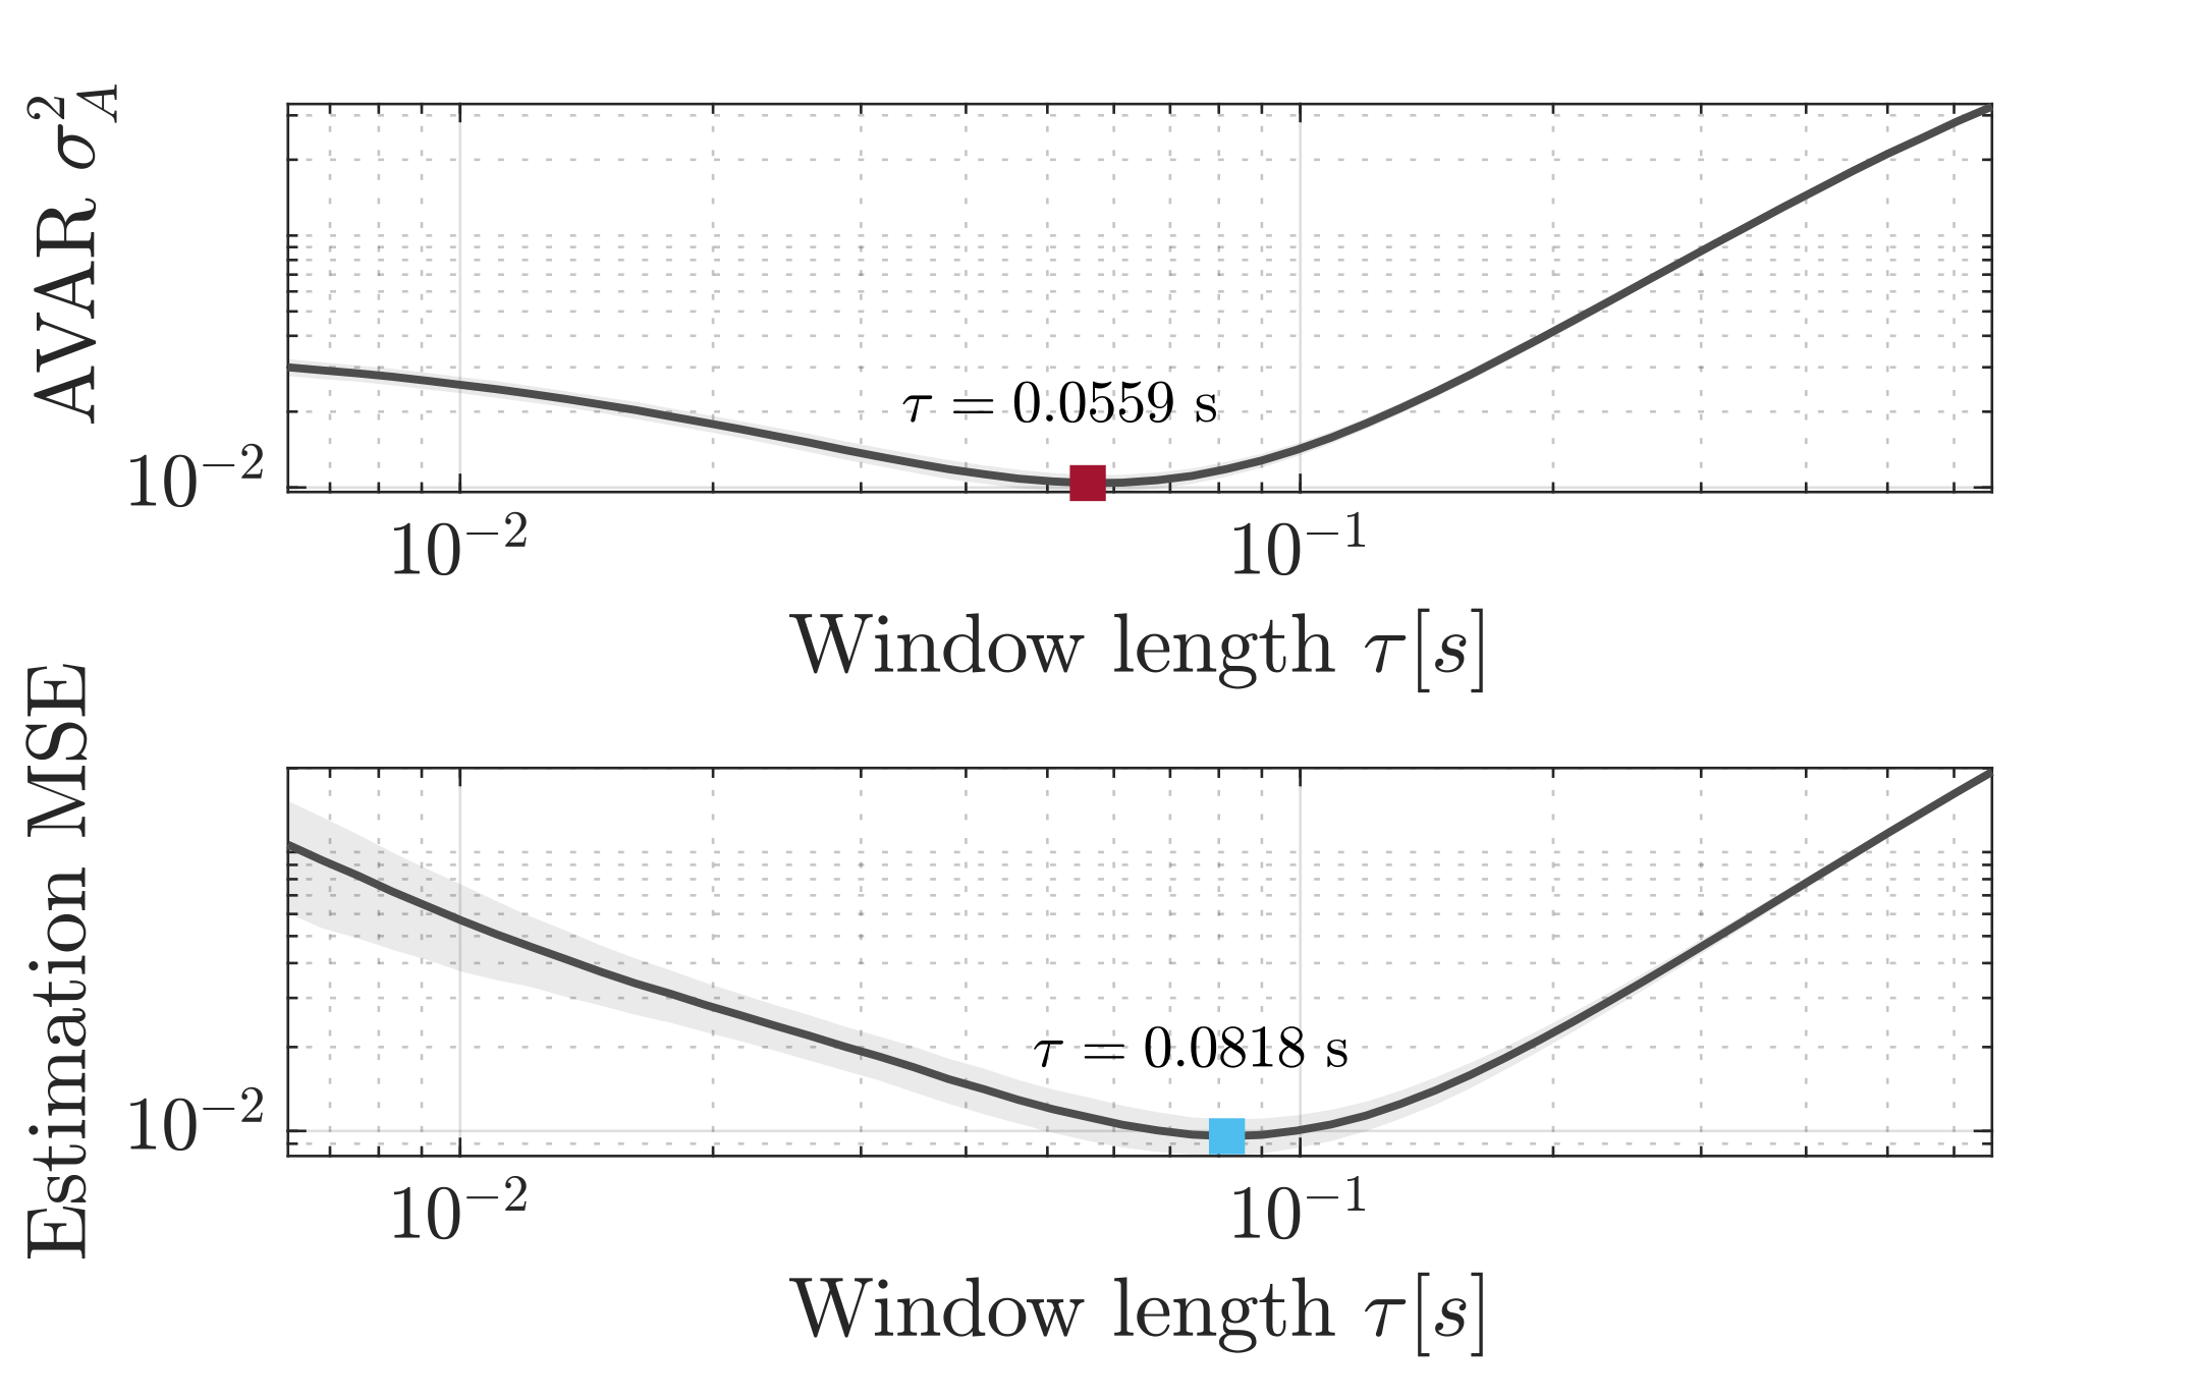 AVAR σ²_A
τ = 0.0559 s
10⁻²
10⁻² 10⁻¹
Window length τ[s]
Estimation MSE
τ = 0.0818 s
10⁻²
10⁻² 10⁻¹
Window length τ[s]